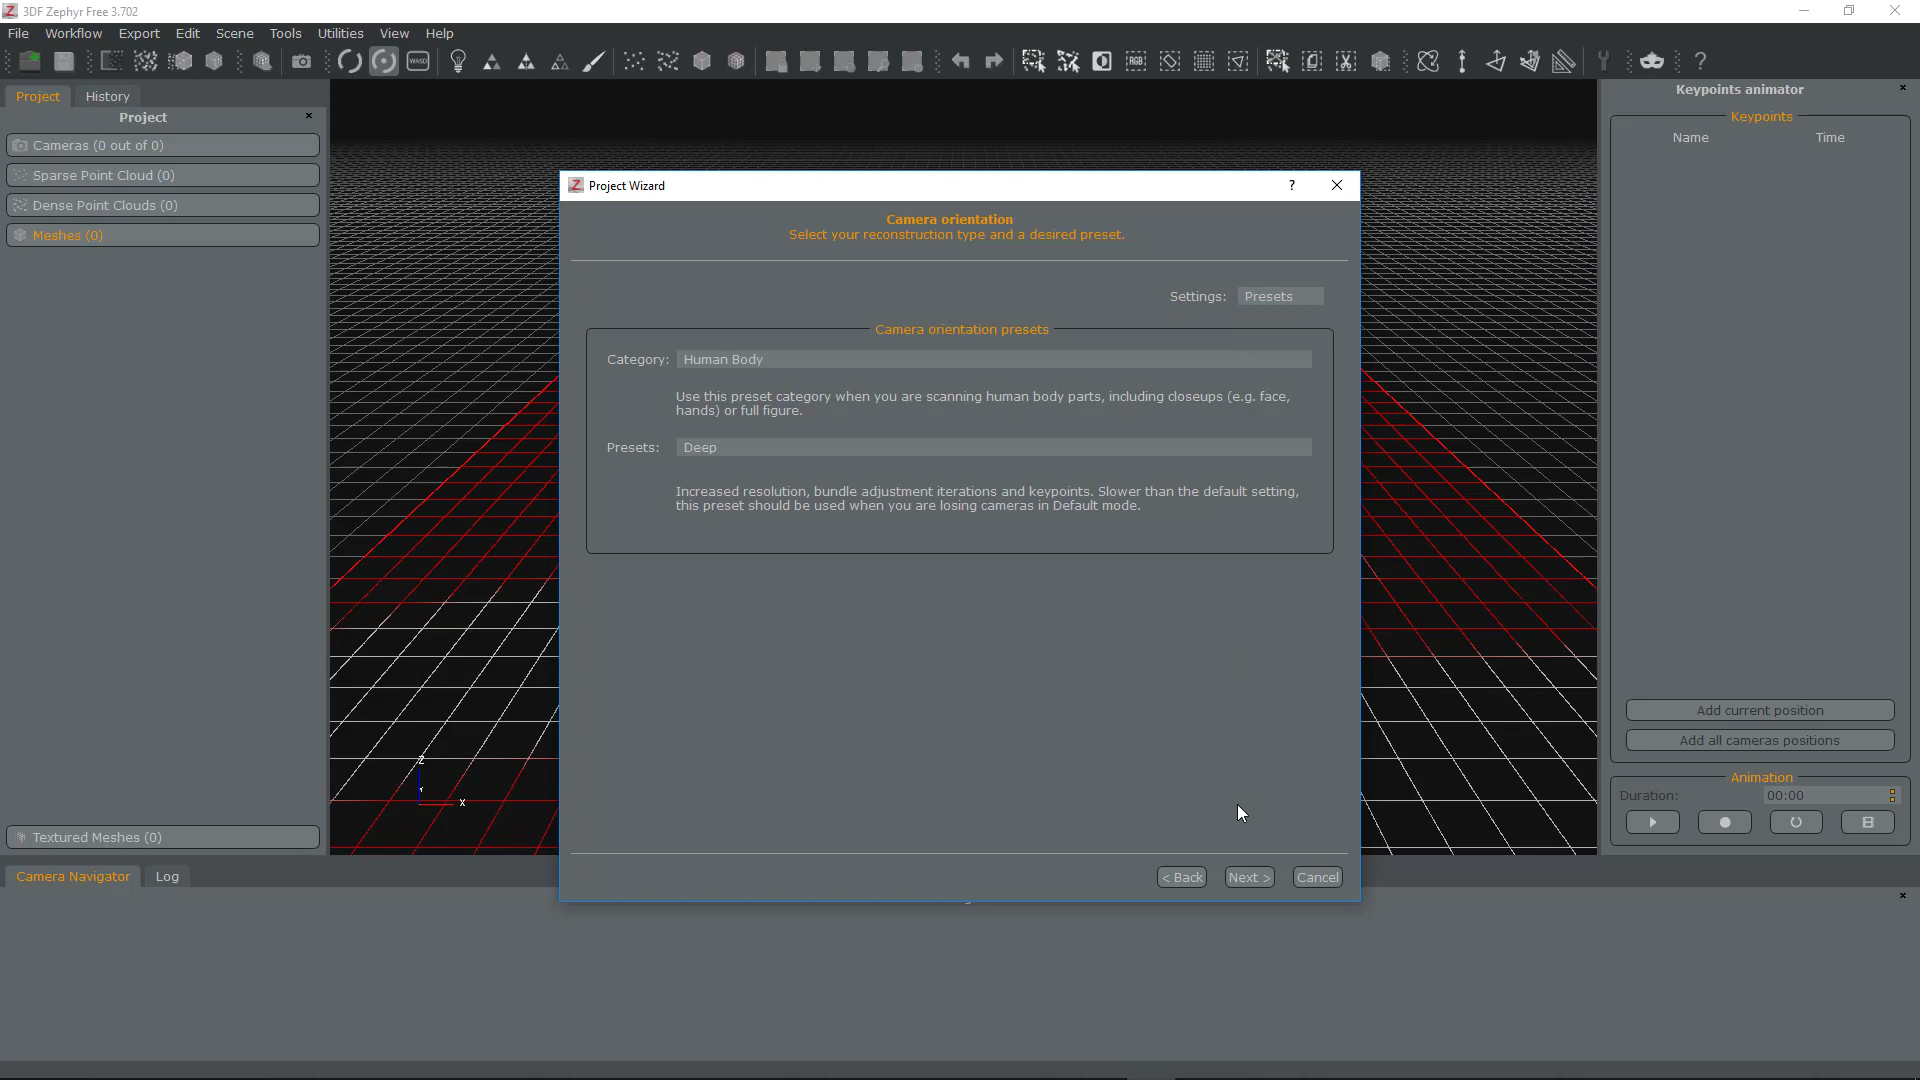 3DF Zephyr Free 3.702
File Workflow Export Edit Scene Tools Utilities View Help
WASD
RGB
Project History
Project
Cameras (0 out of 0)
Sparse Point Cloud (0)
Dense Point Clouds (0)
Meshes (0)
Textured Meshes (0)
Camera Navigator Log
Z
Y
X
Project Wizard
Camera orientation
Select your reconstruction type and a desired preset.
Settings: Presets
Camera orientation presets
Category: Human Body
Use this preset category when you are scanning human body parts, including closeups (e.g. face,
hands) or full figure.
Presets: Deep
Increased resolution, bundle adjustment iterations and keypoints. Slower than the default setting,
this preset should be used when you are losing cameras in Default mode.
< Back Next > Cancel
Keypoints animator
Keypoints
Name Time
Add current position
Add all cameras positions
Animation
Duration: 00:00